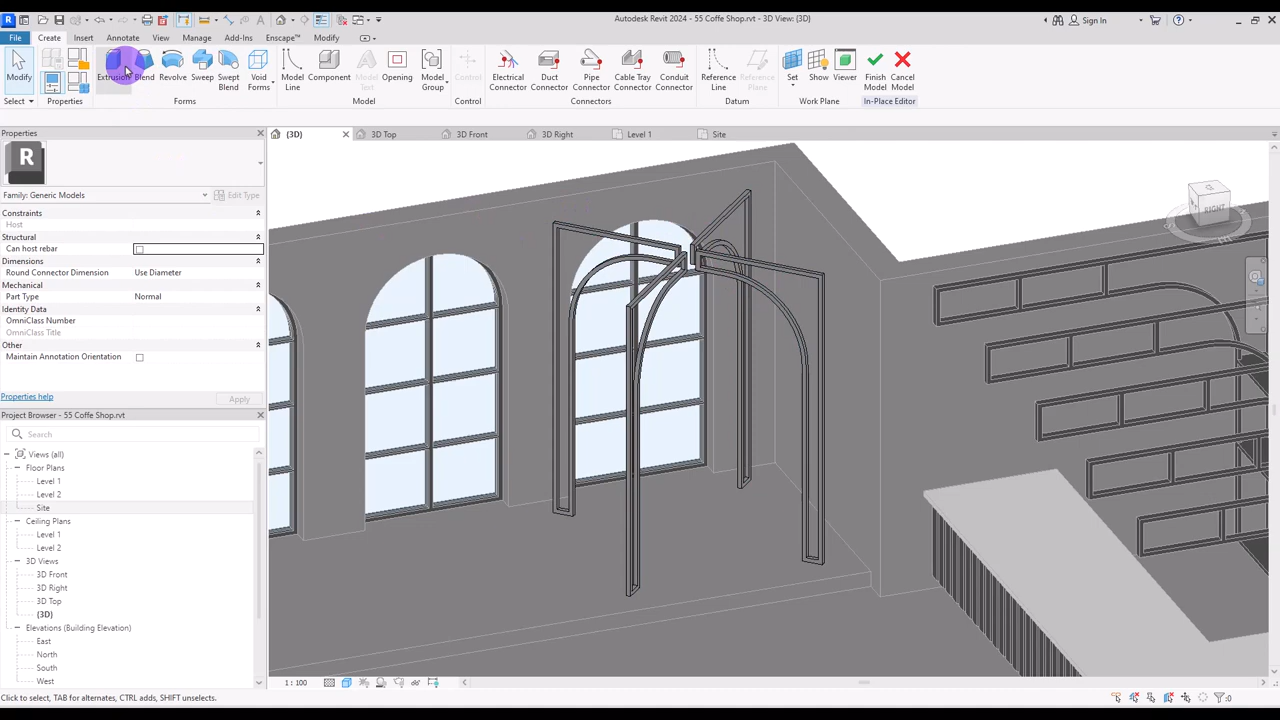 Autodesk Revit 2024 - 55 Coffe Shop.rvt - 3D View: {3D}
Sign In
File Create Insert Annotate View Manage Add-Ins Enscape™ Modify
Modify Extrusion Blend Revolve Sweep Swept Blend Void Forms Model Line Component Model Text Opening Model Group Control Electrical Connector Duct Connector Pipe Connector Cable Tray Connector Conduit Connector Reference Line Reference Plane Set Show Viewer Finish Model Cancel Model
Select Properties Forms Model Control Connectors Datum Work Plane In-Place Editor
Properties
{3D} 3D Top 3D Front 3D Right Level 1 Site
R
Family: Generic Models Edit Type
Constraints
Host
Structural
Can host rebar
Dimensions
Round Connector Dimension Use Diameter
Mechanical
Part Type Normal
Identity Data
OmniClass Number
OmniClass Title
Other
Maintain Annotation Orientation
Properties help Apply
Project Browser - 55 Coffe Shop.rvt
Search
Views (all)
Floor Plans
Level 1
Level 2
Site
Ceiling Plans
Level 1
Level 2
3D Views
3D Front
3D Right
3D Top
{3D}
Elevations (Building Elevation)
East
North
South
West
RIGHT
1 : 100
Click to select, TAB for alternates, CTRL adds, SHIFT unselects.
:0